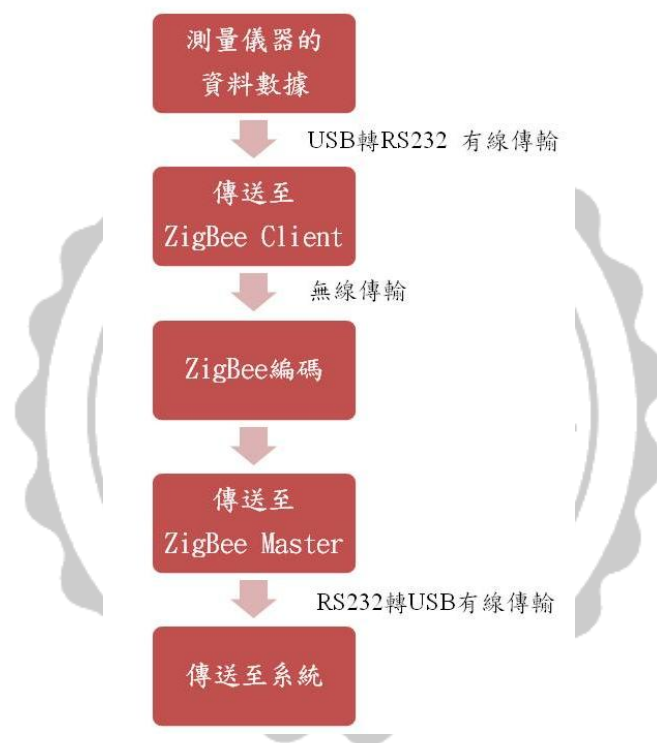 測量儀器的
資料數據
USB轉RS232 有線傳輸
傳送至
ZigBee Client
無線傳輸
ZigBee編碼
傳送至
ZigBee Master
RS232轉USB有線傳輸
傳送至系統